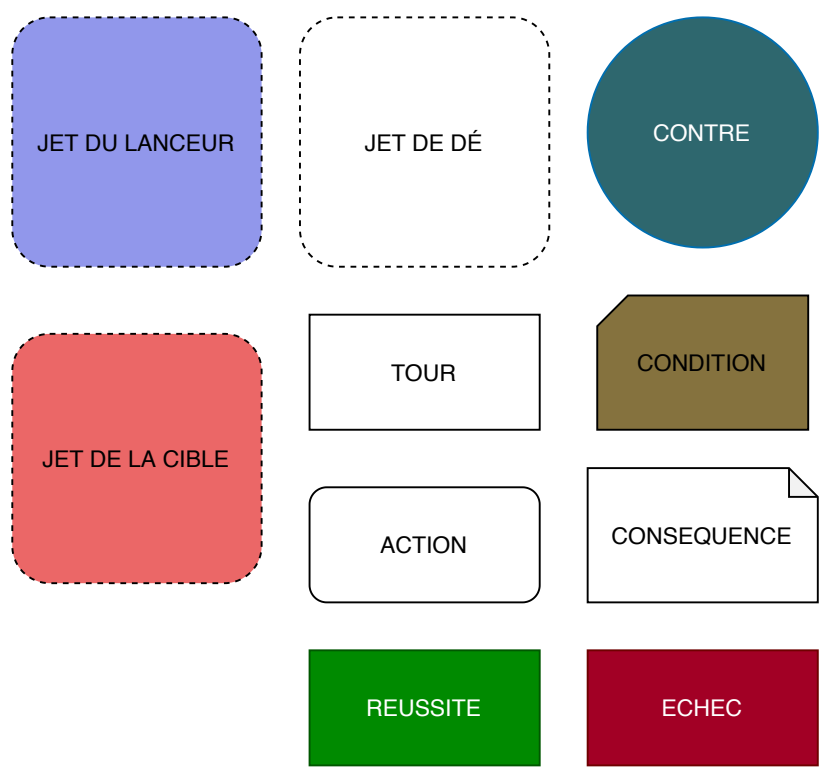 JET DU LANCEUR
JET DE DÉ
CONTRE
JET DE LA CIBLE
TOUR
CONDITION
ACTION
CONSEQUENCE
REUSSITE
ECHEC